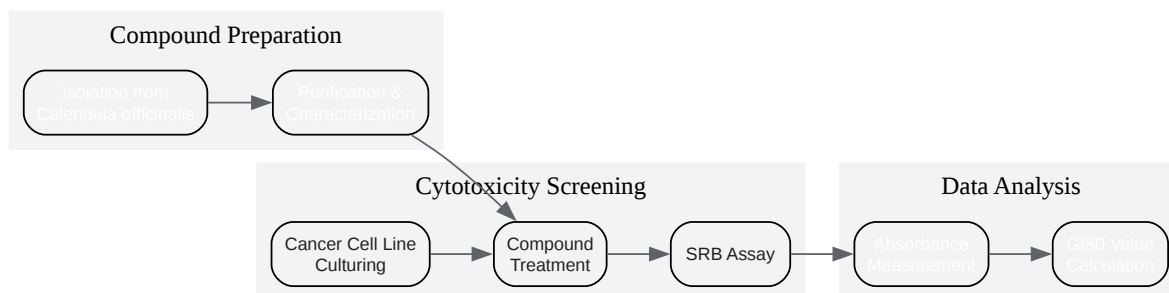 Compound Preparation
Isolation from
Calendula officinalis
Purification &
Characterization
Cytotoxicity Screening
Cancer Cell Line
Culturing
Compound
Treatment
SRB Assay
Data Analysis
Absorbance
Measurement
GI50 Value
Calculation